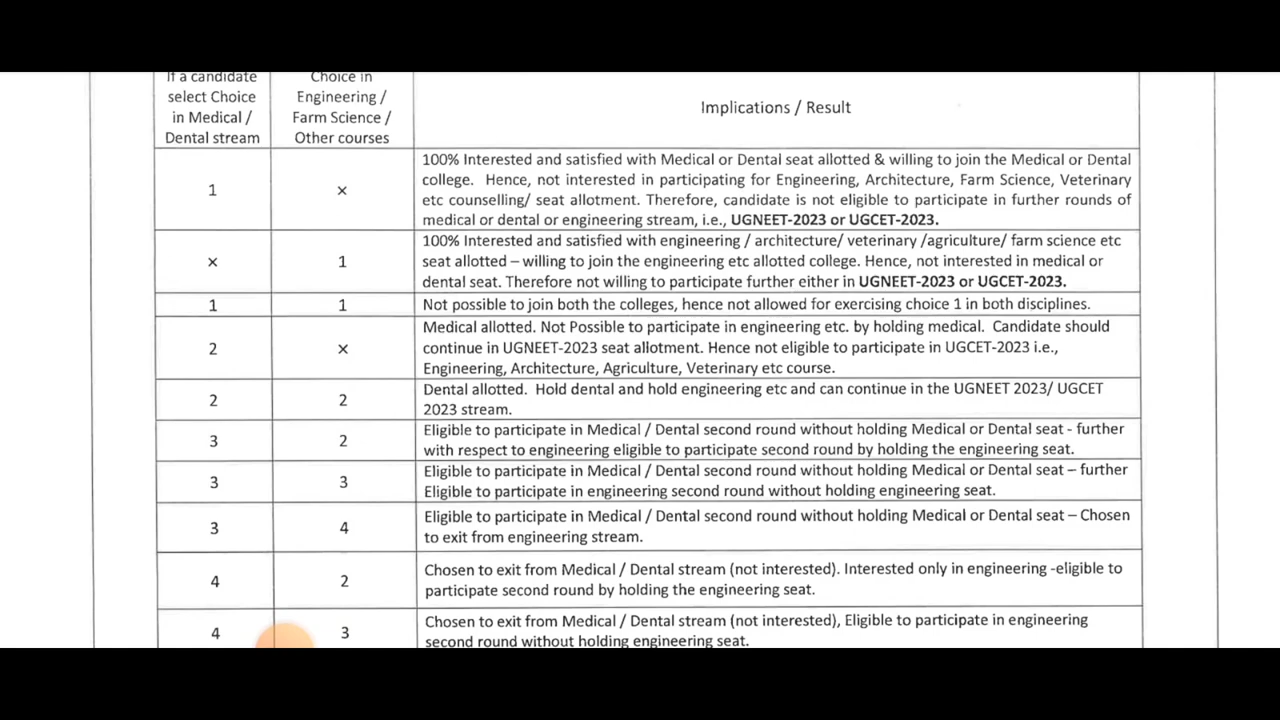 If a candidate
select Choice
in Medical /
Dental stream
Choice in
Engineering /
Farm Science /
Other courses
Implications / Result
1
x
100% Interested and satisfied with Medical or Dental seat allotted & willing to join the Medical or Dental
college. Hence, not interested in participating for Engineering, Architecture, Farm Science, Veterinary
etc counselling/ seat allotment. Therefore, candidate is not eligible to participate in further rounds of
medical or dental or engineering stream, i.e., UGNEET-2023 or UGCET-2023.
x
1
100% Interested and satisfied with engineering / architecture/ veterinary /agriculture/ farm science etc
seat allotted – willing to join the engineering etc allotted college. Hence, not interested in medical or
dental seat. Therefore not willing to participate further either in UGNEET-2023 or UGCET-2023.
1
1
Not possible to join both the colleges, hence not allowed for exercising choice 1 in both disciplines.
2
x
Medical allotted. Not Possible to participate in engineering etc. by holding medical. Candidate should
continue in UGNEET-2023 seat allotment. Hence not eligible to participate in UGCET-2023 i.e.,
Engineering, Architecture, Agriculture, Veterinary etc course.
2
2
Dental allotted. Hold dental and hold engineering etc and can continue in the UGNEET 2023/ UGCET
2023 stream.
3
2
Eligible to participate in Medical / Dental second round without holding Medical or Dental seat - further
with respect to engineering eligible to participate second round by holding the engineering seat.
3
3
Eligible to participate in Medical / Dental second round without holding Medical or Dental seat – further
Eligible to participate in engineering second round without holding engineering seat.
3
4
Eligible to participate in Medical / Dental second round without holding Medical or Dental seat – Chosen
to exit from engineering stream.
4
2
Chosen to exit from Medical / Dental stream (not interested). Interested only in engineering -eligible to
participate second round by holding the engineering seat.
4
3
Chosen to exit from Medical / Dental stream (not interested), Eligible to participate in engineering
second round without holding engineering seat.